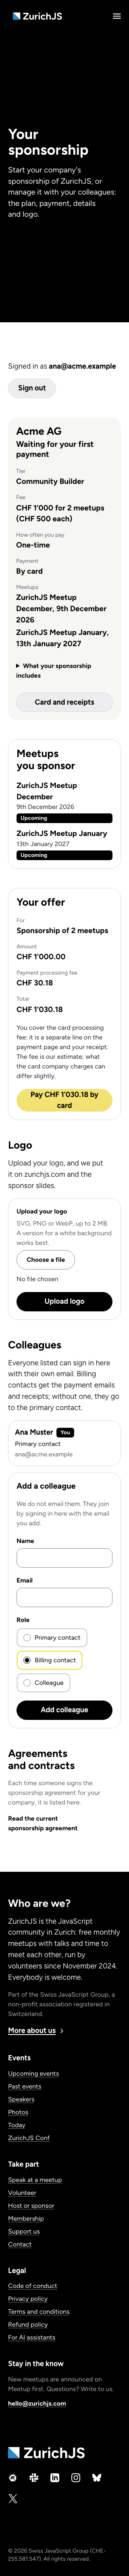 ZurichJS
Your
sponsorship
Start your company's
sponsorship of ZurichJS, or
manage it with your colleagues:
the plan, payment, details
and logo.
Signed in as ana@acme.example
Sign out
Acme AG
Waiting for your first
payment
Tier
Community Builder
Fee
CHF 1'000 for 2 meetups
(CHF 500 each)
How often you pay
One-time
Payment
By card
Meetups
ZurichJS Meetup
December, 9th December
2026
ZurichJS Meetup January,
13th January 2027
What your sponsorship
includes
Card and receipts
Meetups
you sponsor
ZurichJS Meetup
December
9th December 2026
Upcoming
ZurichJS Meetup January
13th January 2027
Upcoming
Your offer
For
Sponsorship of 2 meetups
Amount
CHF 1'000.00
Payment processing fee
CHF 30.18
Total
CHF 1'030.18
You cover the card processing
fee: it is a separate line on the
payment page and your receipt.
The fee is our estimate; what
the card company charges can
differ slightly.
Pay CHF 1'030.18 by
card
Logo
Upload your logo, and we put
it on zurichjs.com and the
sponsor slides.
Upload your logo
SVG, PNG or WebP, up to 2 MB.
A version for a white background
works best.
Choose a file
No file chosen
Upload logo
Colleagues
Everyone listed can sign in here
with their own email. Billing
contacts get the payment emails
and receipts; without one, they go
to the primary contact.
Ana Muster You
Primary contact
ana@acme.example
Add a colleague
We do not email them. They join
by signing in here with the email
you add.
Name
Email
Role
Primary contact
Billing contact
Colleague
Add colleague
Agreements
and contracts
Each time someone signs the
sponsorship agreement for your
company, it is listed here.
Read the current
sponsorship agreement
Who are we?
ZurichJS is the JavaScript
community in Zurich: free monthly
meetups with talks and time to
meet each other, run by
volunteers since November 2024.
Everybody is welcome.
Part of the Swiss JavaScript Group, a
non-profit association registered in
Switzerland.
More about us
Events
Upcoming events
Past events
Speakers
Photos
Today
ZurichJS Conf
Take part
Speak at a meetup
Volunteer
Host or sponsor
Membership
Support us
Contact
Legal
Code of conduct
Privacy policy
Terms and conditions
Refund policy
For AI assistants
Stay in the know
New meetups are announced on
Meetup first. Questions? Write to us.
hello@zurichjs.com
ZurichJS
© 2026 Swiss JavaScript Group (CHE-
255.581.547). All rights reserved.